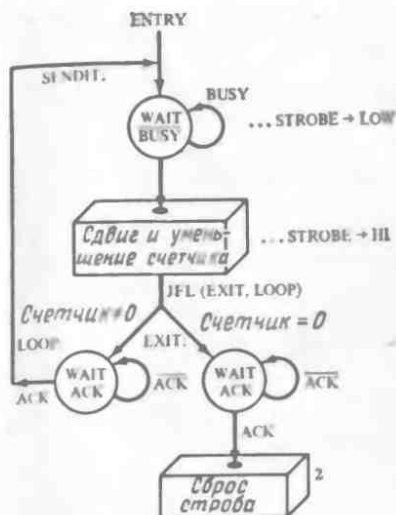 ENTRY
SENDIT:
BUSY
WAIT
BUSY
...STROBE→LOW
Сдвиг и умень-
шение счетчика
...STROBE→HI
JFL (EXIT, LOOP)
Счетчик≠0
Счетчик=0
LOOP:
EXIT:
WAIT
ACK
ACK
WAIT
ACK
ACK
ACK
ACK
Сброс
строба
2